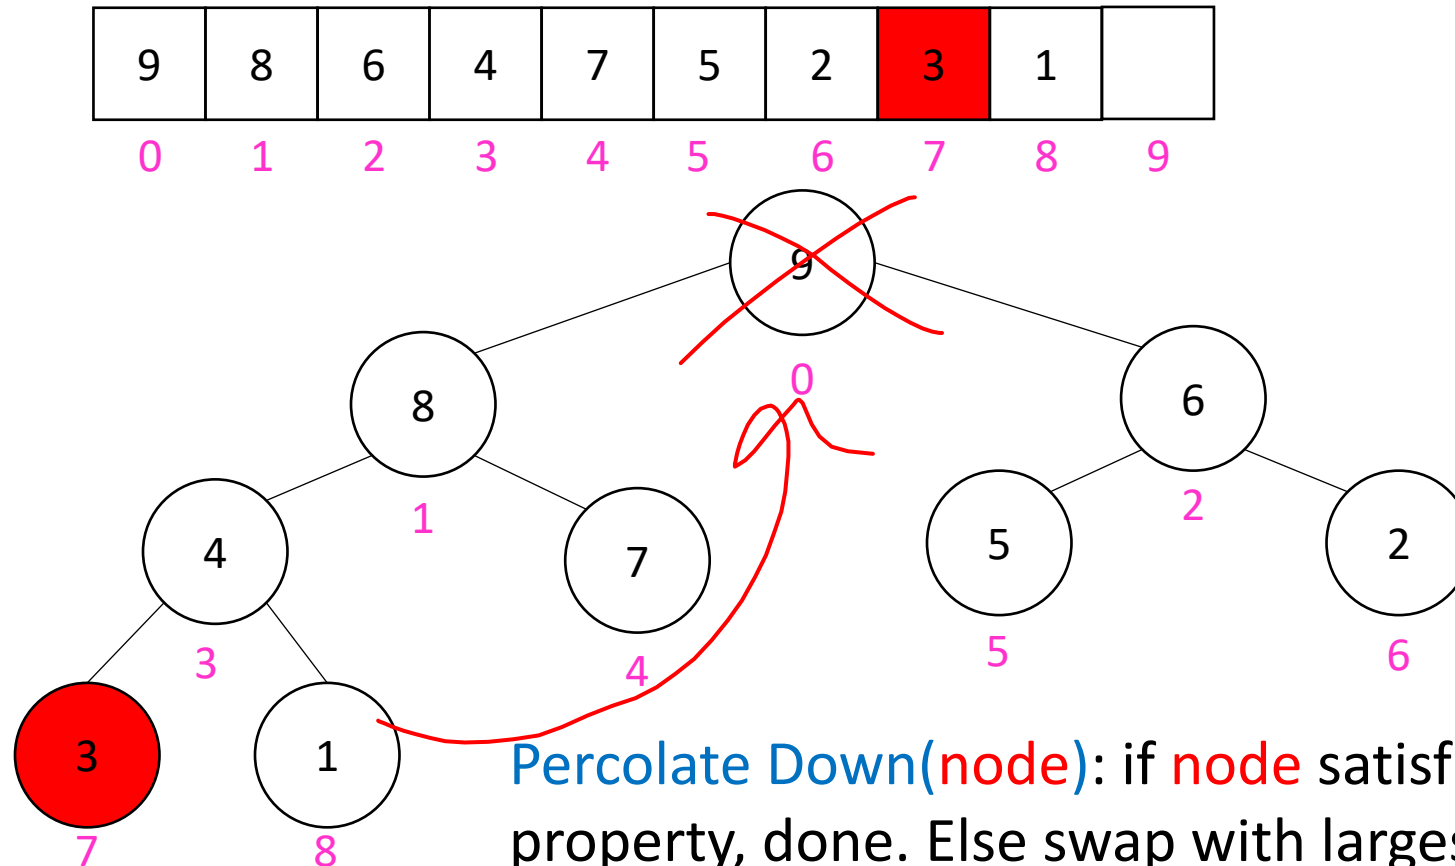 9 8 6 4 7 5 2 3 1
0 1 2 3 4 5 6 7 8 9
9
0
8 6
1 2
4 7 5 2
3 4 5 6
3 1
7 8
Percolate Down(node): if node satisf
property, done. Else swap with larges